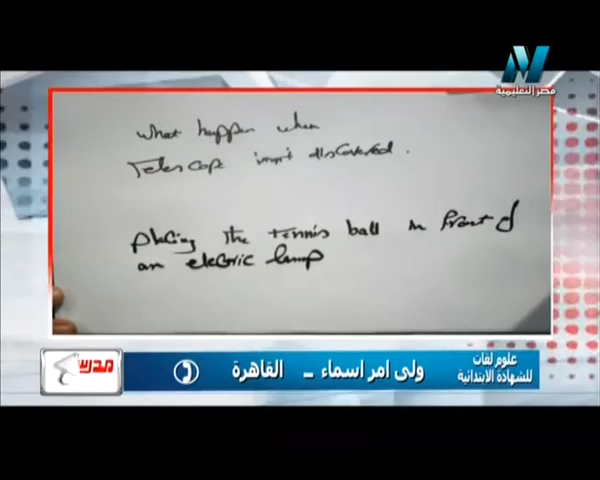 مصر التعليمية
what happen when
Telescope isn't discovered.
placing the tennis ball in front of
an electric lamp
علوم لغات
للشهادة الابتدائية
ولى امر اسماء - القاهرة
مدرس